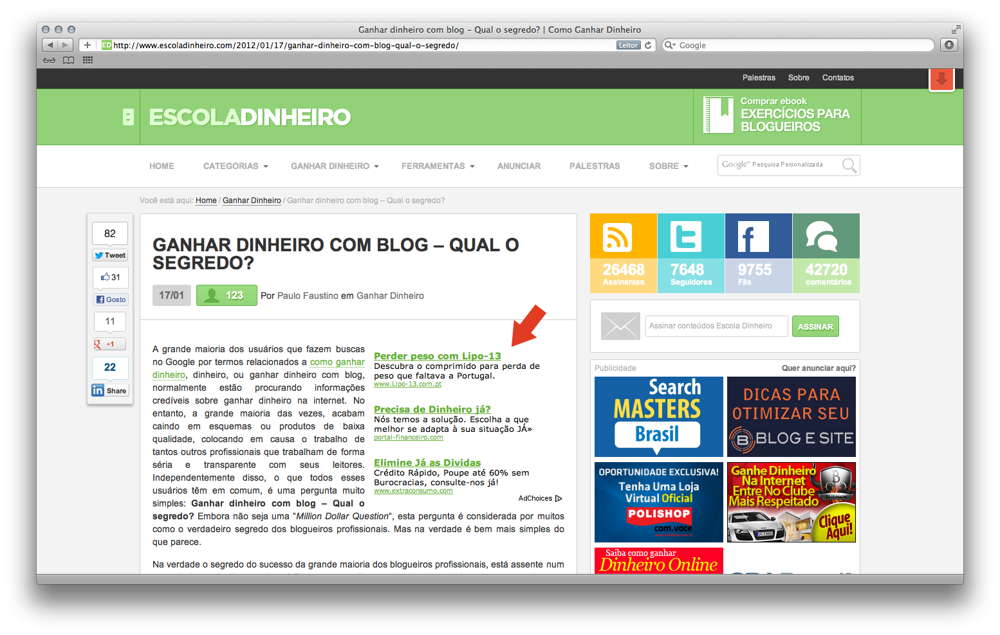 Ganhar dinheiro com blog – Qual o segredo? | Como Ganhar Dinheiro
ED http://www.escoladinheiro.com/2012/01/17/ganhar-dinheiro-com-blog-qual-o-segredo/
Leitor
Google
Palestras Sobre Contatos
ESCOLADINHEIRO
Comprar ebook
EXERCÍCIOS PARA
BLOGUEIROS
HOME CATEGORIAS GANHAR DINHEIRO FERRAMENTAS ANUNCIAR PALESTRAS SOBRE
Google™ Pesquisa Personalizada
Você está aqui: Home / Ganhar Dinheiro / Ganhar dinheiro com blog – Qual o segredo?
82
Tweet
31
Gosto
11
+1
22
in Share
GANHAR DINHEIRO COM BLOG – QUAL O
SEGREDO?
17/01 123 Por Paulo Faustino em Ganhar Dinheiro
A grande maioria dos usuários que fazem buscas
no Google por termos relacionados a como ganhar
dinheiro, dinheiro, ou ganhar dinheiro com blog,
normalmente estão procurando informações
credíveis sobre ganhar dinheiro na internet. No
entanto, a grande maioria das vezes, acabam
caindo em esquemas ou produtos de baixa
qualidade, colocando em causa o trabalho de
tantos outros profissionais que trabalham de forma
séria e transparente com seus leitores.
Independentemente disso, o que todos esses
usuários têm em comum, é uma pergunta muito
simples: Ganhar dinheiro com blog – Qual o
segredo? Embora não seja uma "Million Dollar Question", esta pergunta é considerada por muitos
como o verdadeiro segredo dos blogueiros profissionais. Mas na verdade é bem mais simples do
que parece.
Na verdade o segredo do sucesso da grande maioria dos blogueiros profissionais, está assente num
Perder peso com Lipo-13
Descubra o comprimido para perda de
peso que faltava a Portugal.
www.Lipo-13.com.pt
Precisa de Dinheiro já?
Nós temos a solução. Escolha a que
melhor se adapta à sua situação JÁ»
portal-financeiro.com
Elimine Já as Dividas
Crédito Rápido, Poupe até 60% sem
Burocracias, consulte-nos já!
www.extraconsumo.com
AdChoices
26468
Assinantes
7648
Seguidores
9755
Fãs
42720
comentários
Assinar conteúdos Escola Dinheiro
ASSINAR
Publicidade Quer anunciar aqui?
Search
MASTERS
Brasil
DICAS PARA
OTIMIZAR SEU
B BLOG E SITE
OPORTUNIDADE EXCLUSIVA!
Tenha Uma Loja
Virtual Oficial
POLISHOP
com.voce
www.polishop.com.vc
Ganhe Dinheiro
Na Internet
Entre No Clube
Mais Respeitado
B
BÚFALOS
Clique
Aqui!
Saiba como ganhar
Dinheiro Online